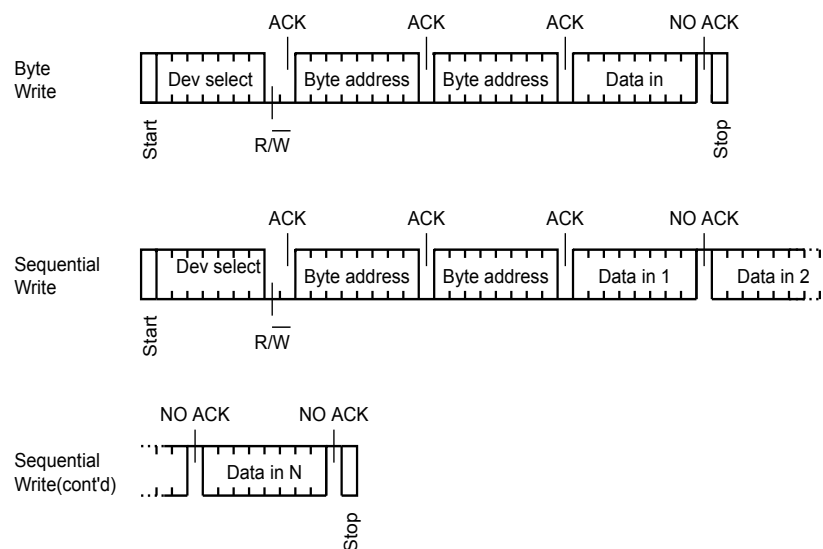 ACK ACK ACK NO ACK
Byte
Write
Dev select Byte address Byte address Data in
Start R/W Stop
ACK ACK ACK NO ACK
Sequential
Write
Dev select Byte address Byte address Data in 1 Data in 2
Start R/W
NO ACK NO ACK
Sequential
Write(cont'd)
Data in N
Stop